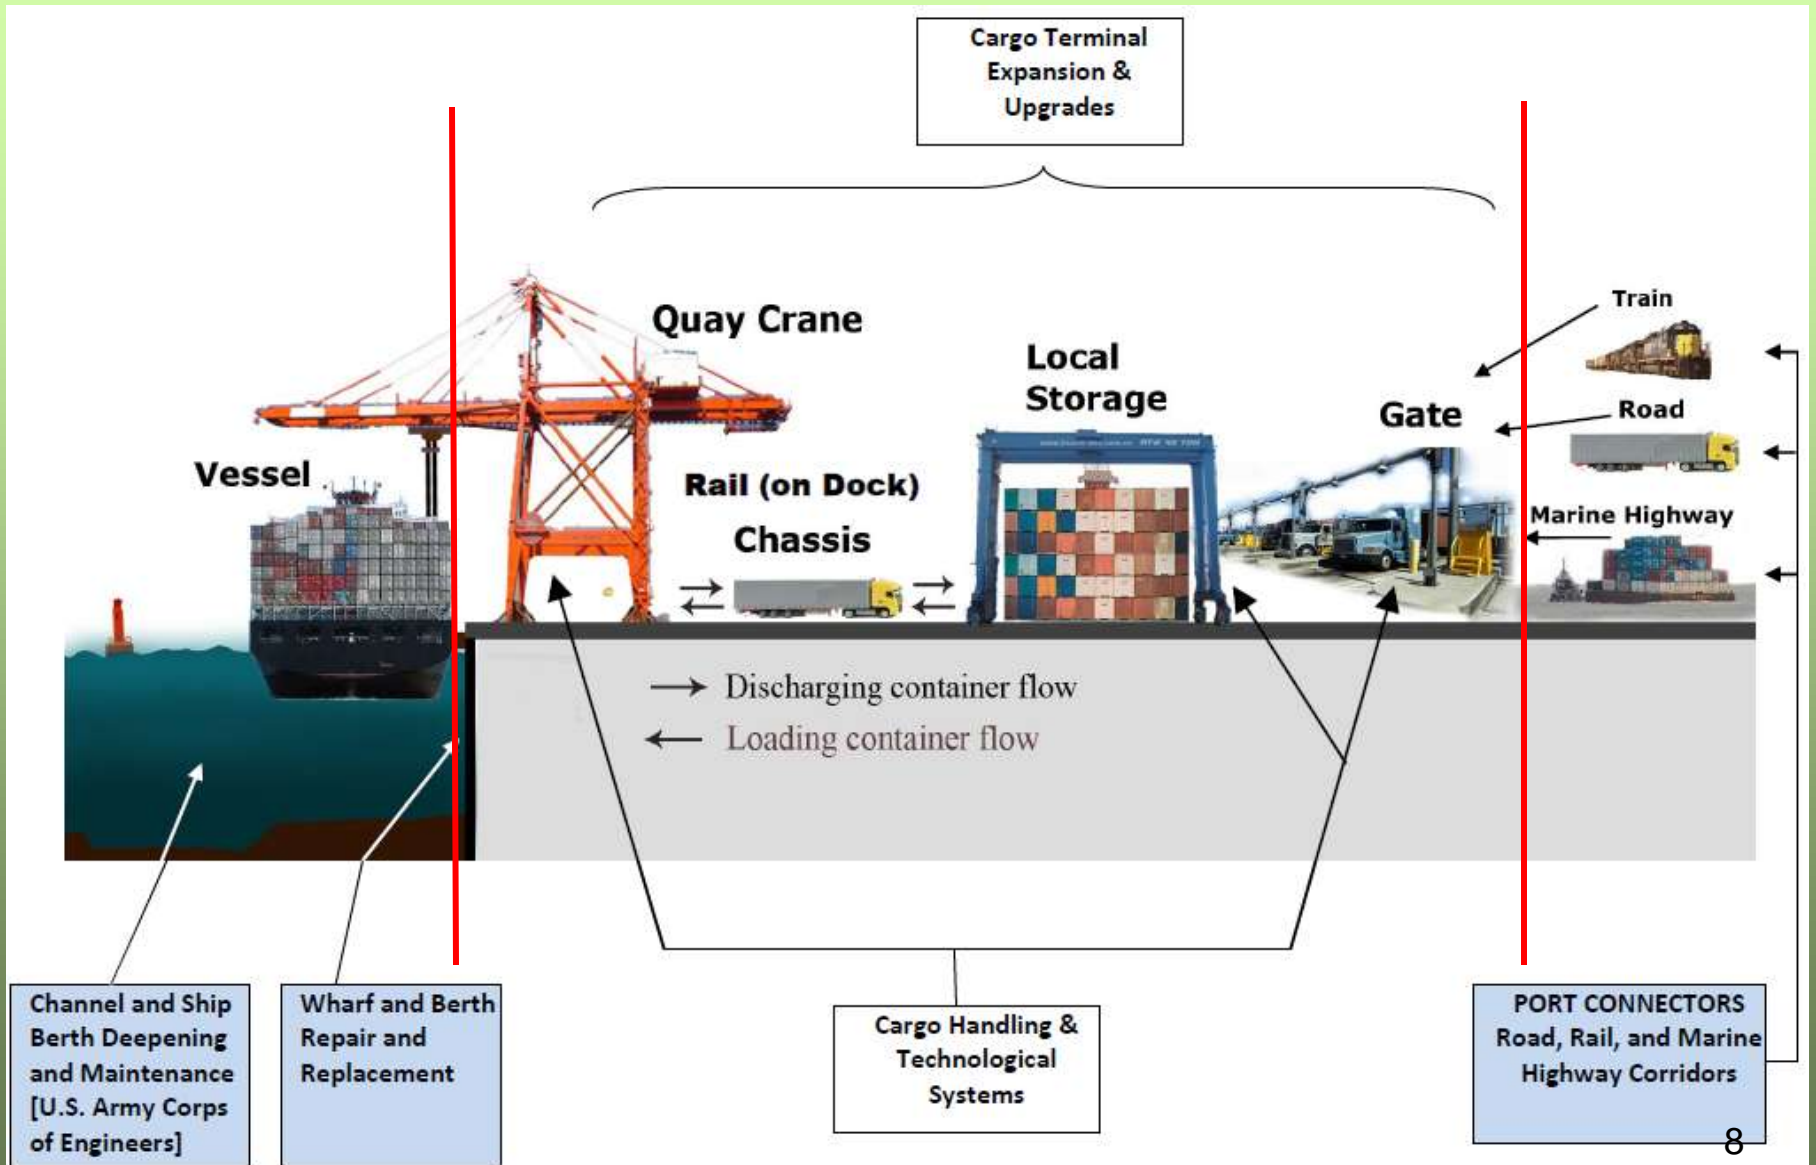 Cargo Terminal
Expansion &
Upgrades
Quay Crane
Train
Local
Storage
Road
Gate
Vessel
Rail (on Dock)
Chassis
Marine Highway
Discharging container flow
Loading container flow
Channel and Ship
Berth Deepening
and Maintenance
[U.S. Army Corps
of Engineers]
Wharf and Berth
Repair and
Replacement
Cargo Handling &
Technological
Systems
PORT CONNECTORS
Road, Rail, and Marine
Highway Corridors
8